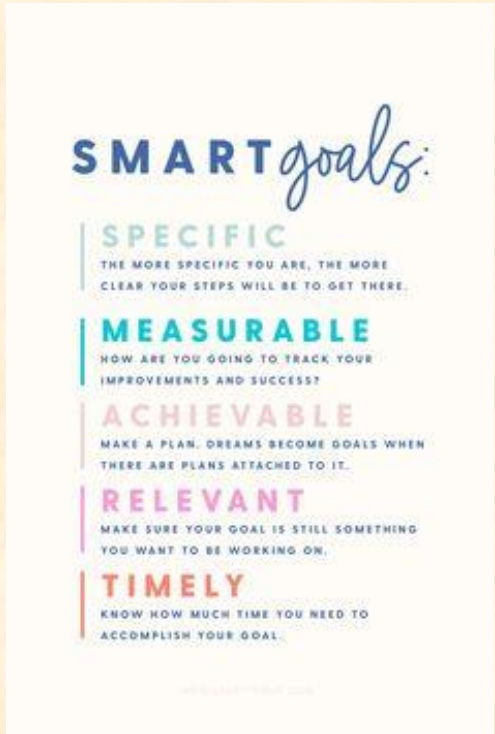 SMART goals:
SPECIFIC
THE MORE SPECIFIC YOU ARE, THE MORE
CLEAR YOUR STEPS WILL BE TO GET THERE.
MEASURABLE
HOW ARE YOU GOING TO TRACK YOUR
IMPROVEMENTS AND SUCCESS?
ACHIEVABLE
MAKE A PLAN. DREAMS BECOME GOALS WHEN
THERE ARE PLANS ATTACHED TO IT.
RELEVANT
MAKE SURE YOUR GOAL IS STILL SOMETHING
YOU WANT TO BE WORKING ON.
TIMELY
KNOW HOW MUCH TIME YOU NEED TO
ACCOMPLISH YOUR GOAL.